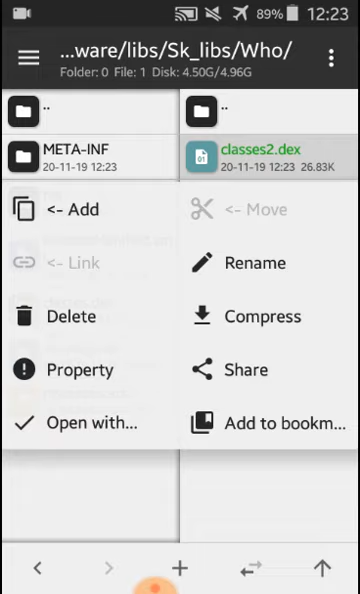 89% 12:23
...ware/libs/Sk_libs/Who/
Folder: 0 File: 1 Disk: 4.50G/4.96G
..
META-INF
20-11-19 12:23
..
classes2.dex
20-11-19 12:23 26.83K
<- Add
<- Move
<- Link
Rename
Delete
Compress
Property
Share
Open with...
Add to bookm...